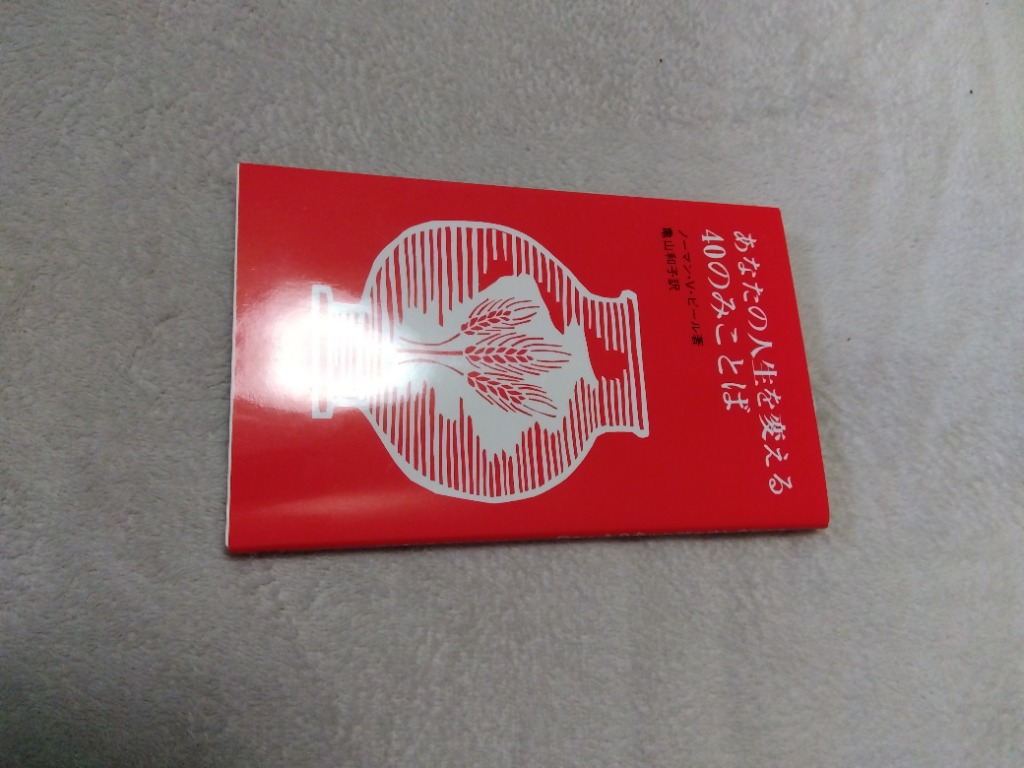 あなたの人生を変える
40のみことば
ノーマン・V・ピール著
亀山和子訳